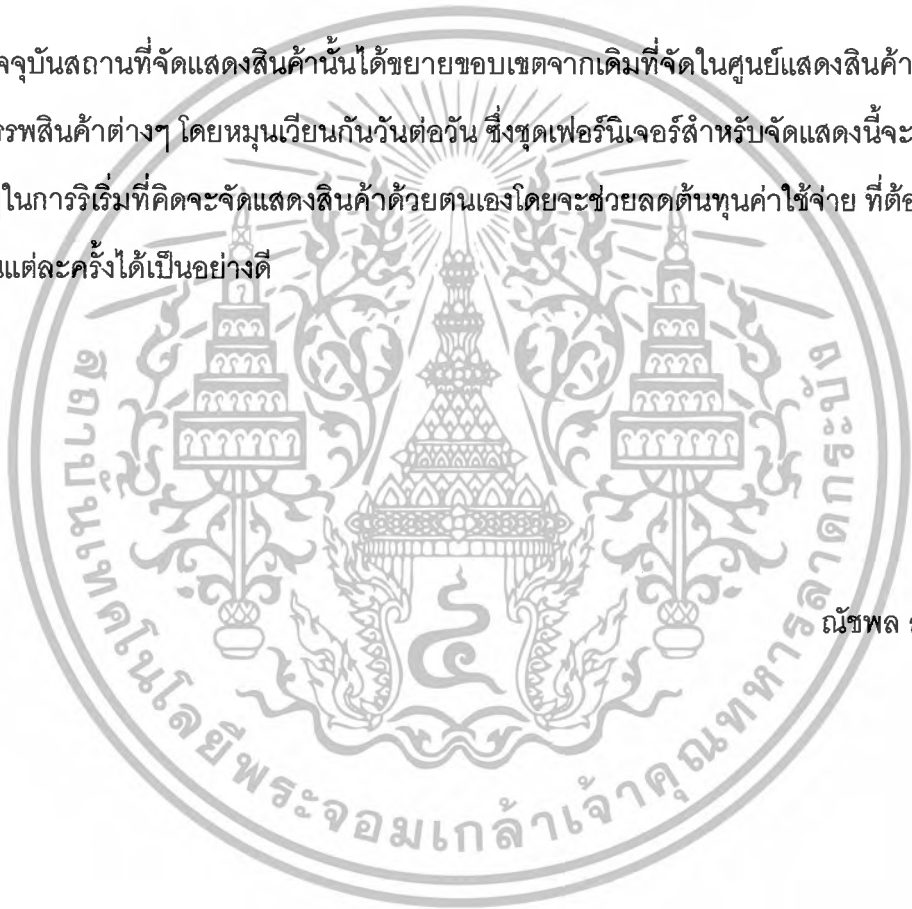 จจุบันสถานที่จัดแสดงสินค้านั้นได้ขยายขอบเขตจากเดิมที่จัดในศูนย์แสดงสินค้า
รรพสินค้าต่างๆ โดยหมุนเวียนกันวันต่อวัน ซึ่งชุดเฟอร์นิเจอร์สำหรับจัดแสดงนี้จะ
ในการริเริ่มที่คิดจะจัดแสดงสินค้าด้วยตนเองโดยจะช่วยลดต้นทุนค่าใช้จ่าย ที่ต้อ
แต่ละครั้งได้เป็นอย่างดี
ณัชพล
สถาบันเทคโนโลยีพระจอมเกล้าเจ้าคุณทหารลาดกระบัง